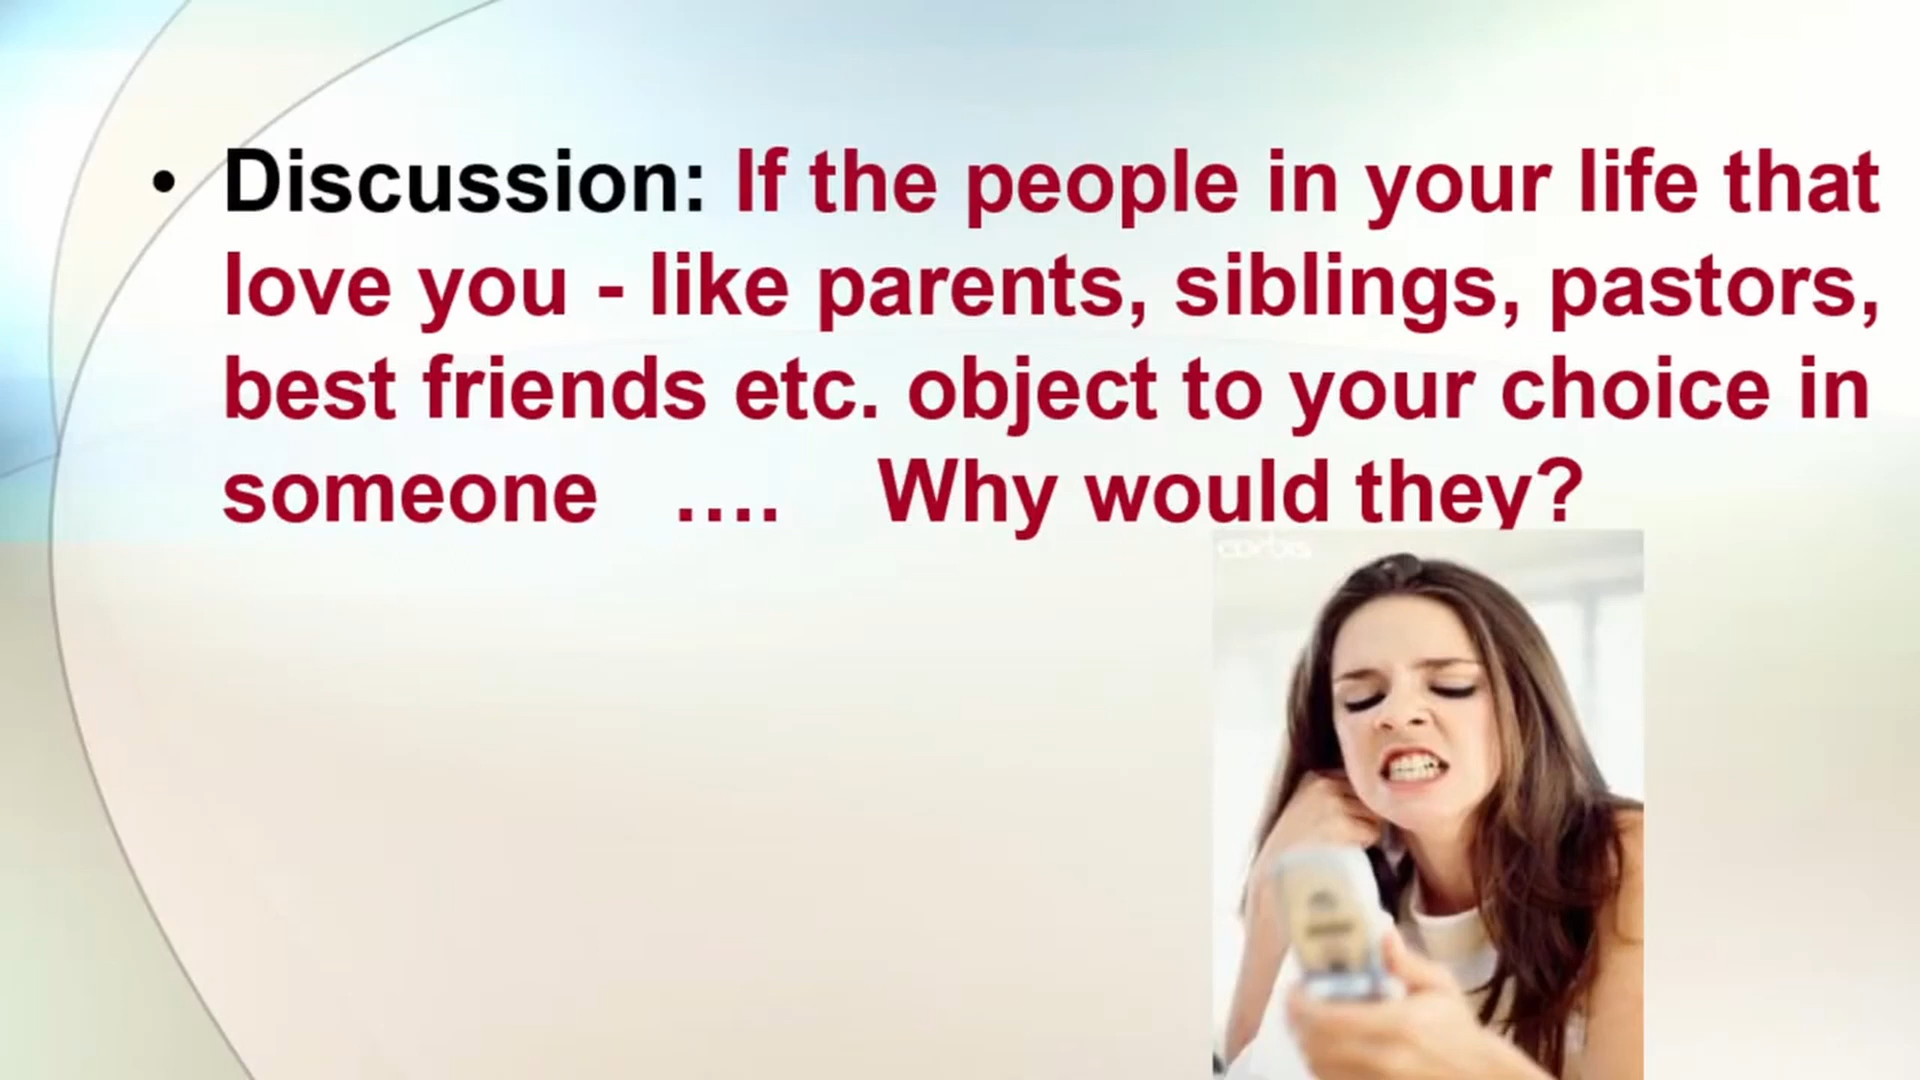 • Discussion: If the people in your life that
love you - like parents, siblings, pastors,
best friends etc. object to your choice in
someone …. Why would they?
corbis